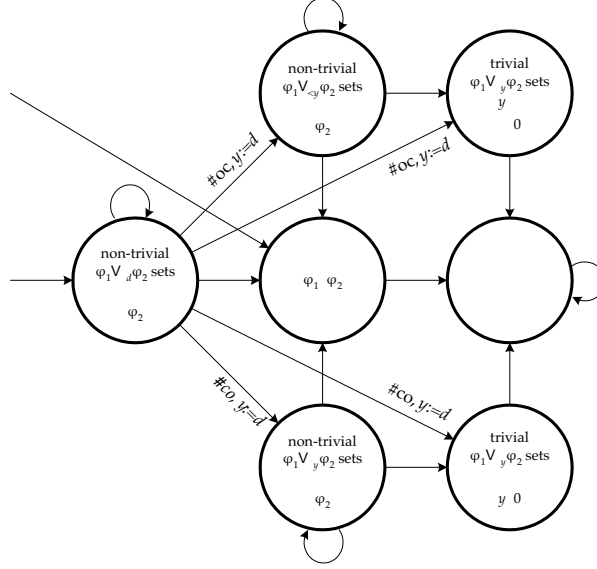 non-trivial
φ₁V<yφ₂ sets
φ₂
trivial
φ₁V yφ₂ sets
y
0
#oc, y:=d
#oc, y:=d
non-trivial
φ₁V dφ₂ sets
φ₂
φ₁ φ₂
#co, y:=d
#co, y:=d
non-trivial
φ₁V yφ₂ sets
φ₂
trivial
φ₁V yφ₂ sets
y 0